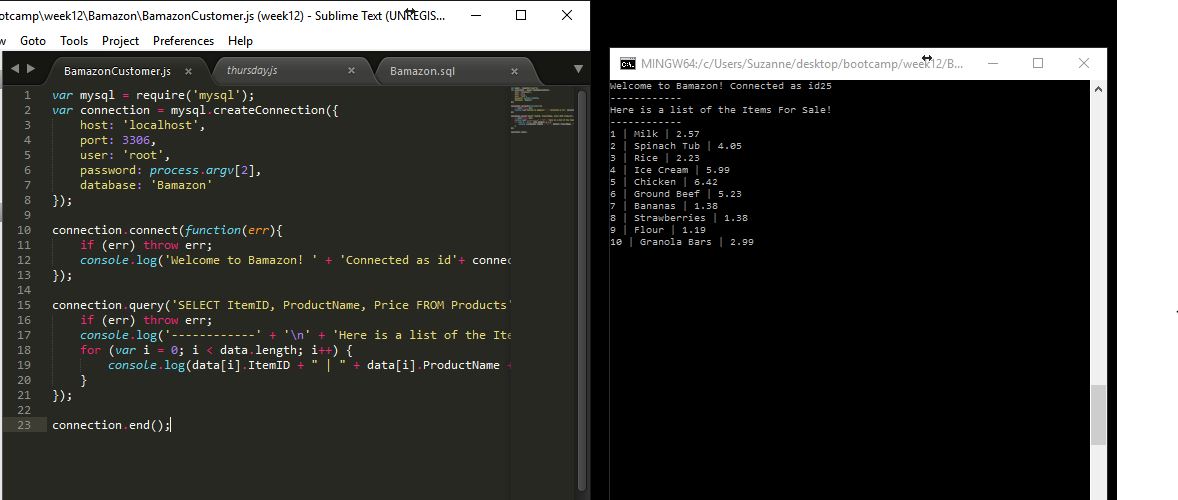 otcamp\week12\Bamazon\BamazonCustomer.js (week12) - Sublime Text (UNREGIS...
w Goto Tools Project Preferences Help
BamazonCustomer.js × thursday.js × Bamazon.sql ×
1 var mysql = require('mysql');
2 var connection = mysql.createConnection({
3 host: 'localhost',
4 port: 3306,
5 user: 'root',
6 password: process.argv[2],
7 database: 'Bamazon'
8 });
9
10 connection.connect(function(err){
11 if (err) throw err;
12 console.log('Welcome to Bamazon! ' + 'Connected as id'+ connec
13 });
14
15 connection.query('SELECT ItemID, ProductName, Price FROM Products'
16 if (err) throw err;
17 console.log('------------' + '\n' + 'Here is a list of the Ite
18 for (var i = 0; i < data.length; i++) {
19 console.log(data[i].ItemID + " | " + data[i].ProductName +
20 }
21 });
22
23 connection.end();
MINGW64:/c/Users/Suzanne/desktop/bootcamp/week12/B...
Welcome to Bamazon! Connected as id25
------------
Here is a list of the Items For Sale!
------------
1 | Milk | 2.57
2 | Spinach Tub | 4.05
3 | Rice | 2.23
4 | Ice Cream | 5.99
5 | Chicken | 6.42
6 | Ground Beef | 5.23
7 | Bananas | 1.38
8 | Strawberries | 1.38
9 | Flour | 1.19
10 | Granola Bars | 2.99